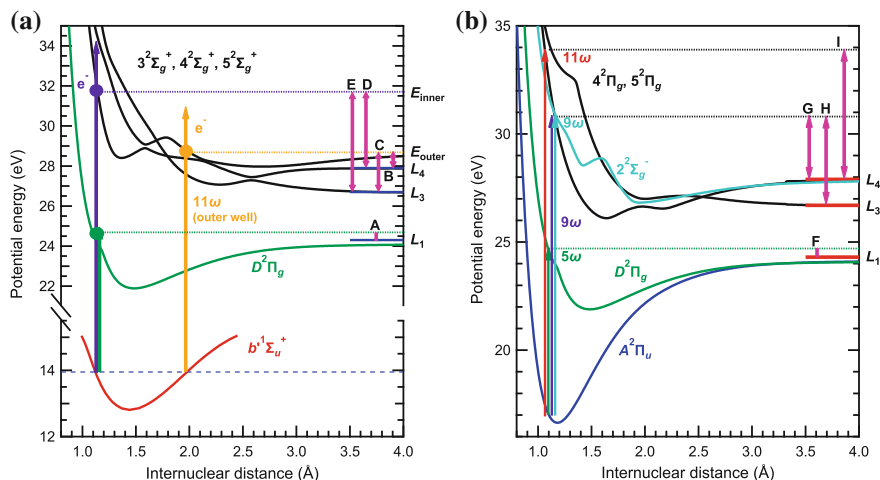 (a)
34
32
30
28
26
24
22
14
12
Potential energy (eV)
3²Σg⁺, 4²Σg⁺, 5²Σg⁺
e⁻
e⁻
11ω
(outer well)
D²Πg
b'¹Σu⁺
E
D
C
B
A
E_inner
E_outer
L₄
L₃
L₁
1.0
1.5
2.0
2.5
3.0
3.5
4.0
Internuclear distance (Å)
(b)
35
30
25
20
Potential energy (eV)
11ω
4²Πg, 5²Πg
9ω
2²Σg⁻
9ω
5ω
D²Πg
A²Πu
I
G
H
F
L₄
L₃
L₁
1.0
1.5
2.0
2.5
3.0
3.5
4.0
Internuclear distance (Å)